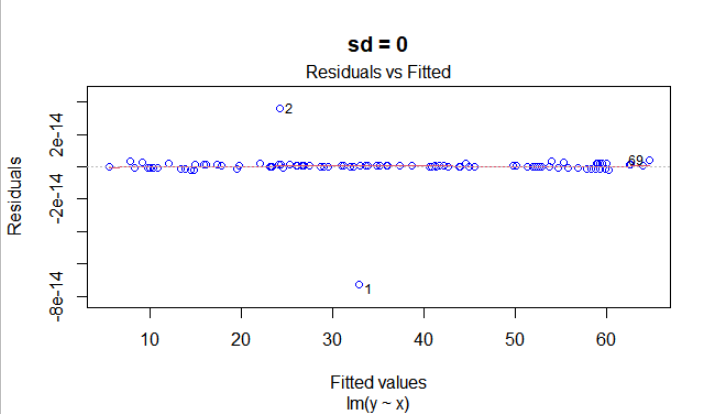 sd = 0
Residuals vs Fitted
2
69
1
Residuals
2e-14
-2e-14
-8e-14
10 20 30 40 50 60
Fitted values
lm(y ~ x)